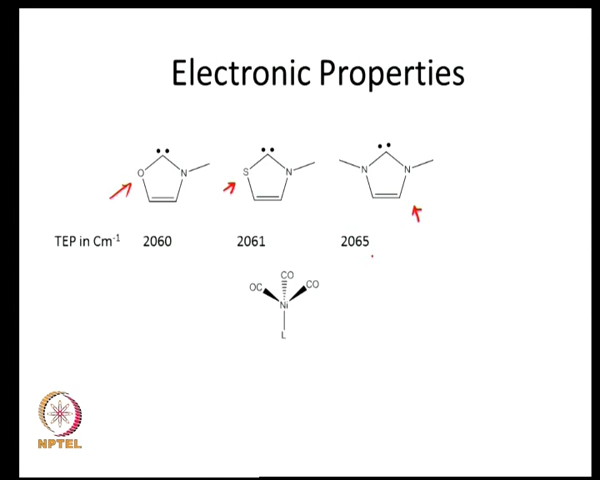 Electronic Properties
O N
S N
N N
TEP in Cm-1 2060 2061 2065
CO
OC CO
Ni
L
NPTEL